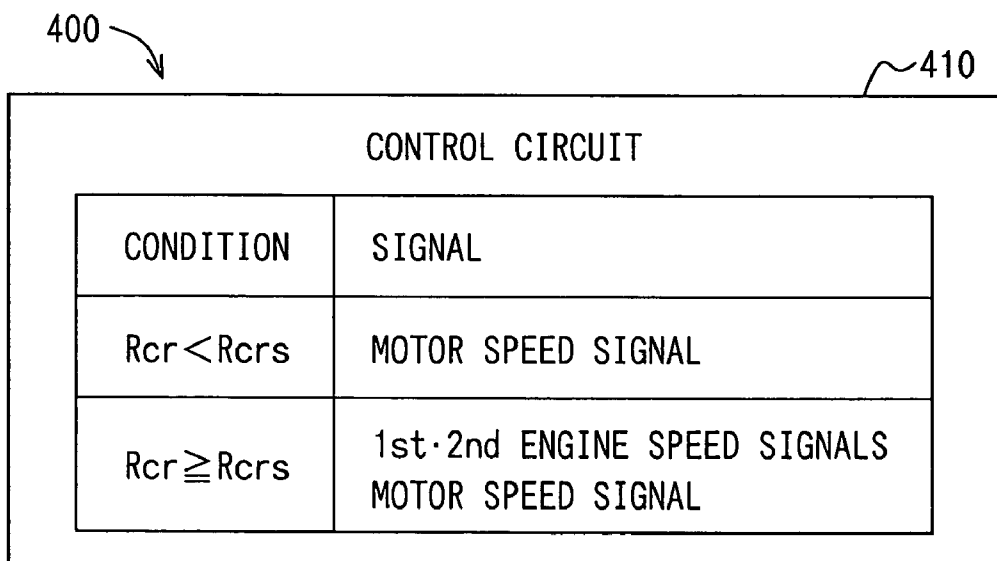 400
410
CONTROL CIRCUIT
CONDITION
SIGNAL
Rcr<Rcrs
MOTOR SPEED SIGNAL
Rcr≧Rcrs
1st·2nd ENGINE SPEED SIGNALS
MOTOR SPEED SIGNAL